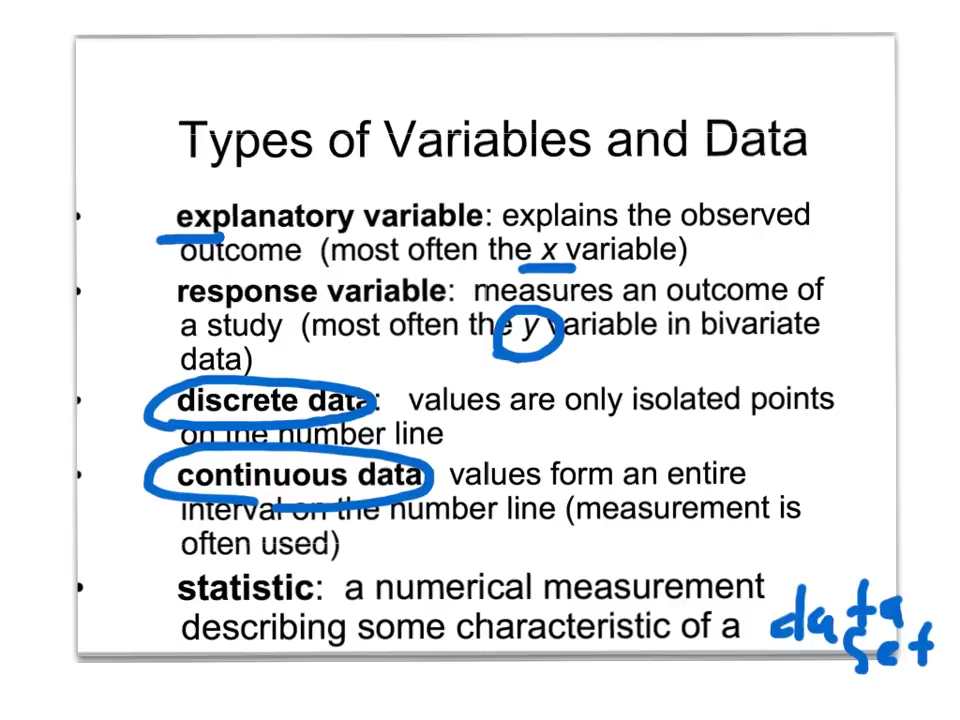 Types of Variables and Data
• explanatory variable: explains the observed
outcome (most often the x variable)
• response variable: measures an outcome of
a study (most often the y variable in bivariate
data)
• discrete data: values are only isolated points
on the number line
• continuous data values form an entire
interval on the number line (measurement is
often used)
• statistic: a numerical measurement
describing some characteristic of a data
set